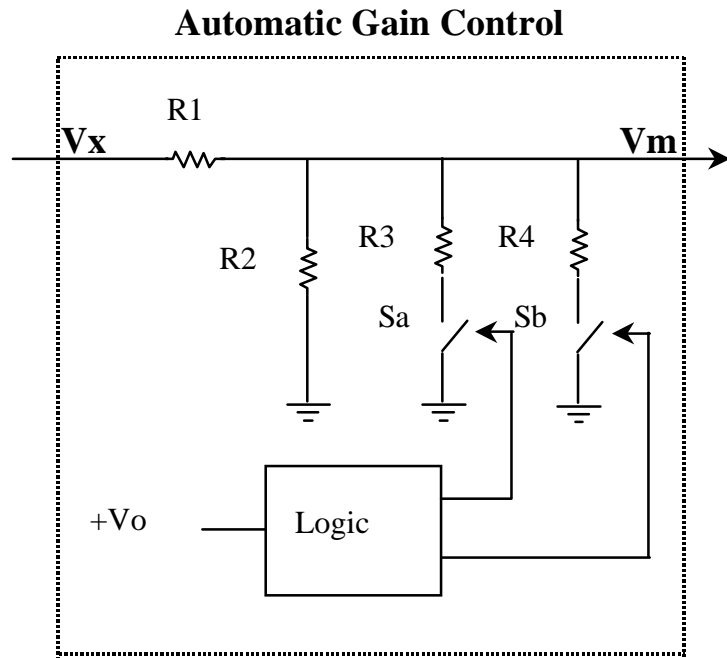 Automatic Gain Control
R1
Vx
Vm
R2
R3
R4
Sa
Sb
+Vo
Logic